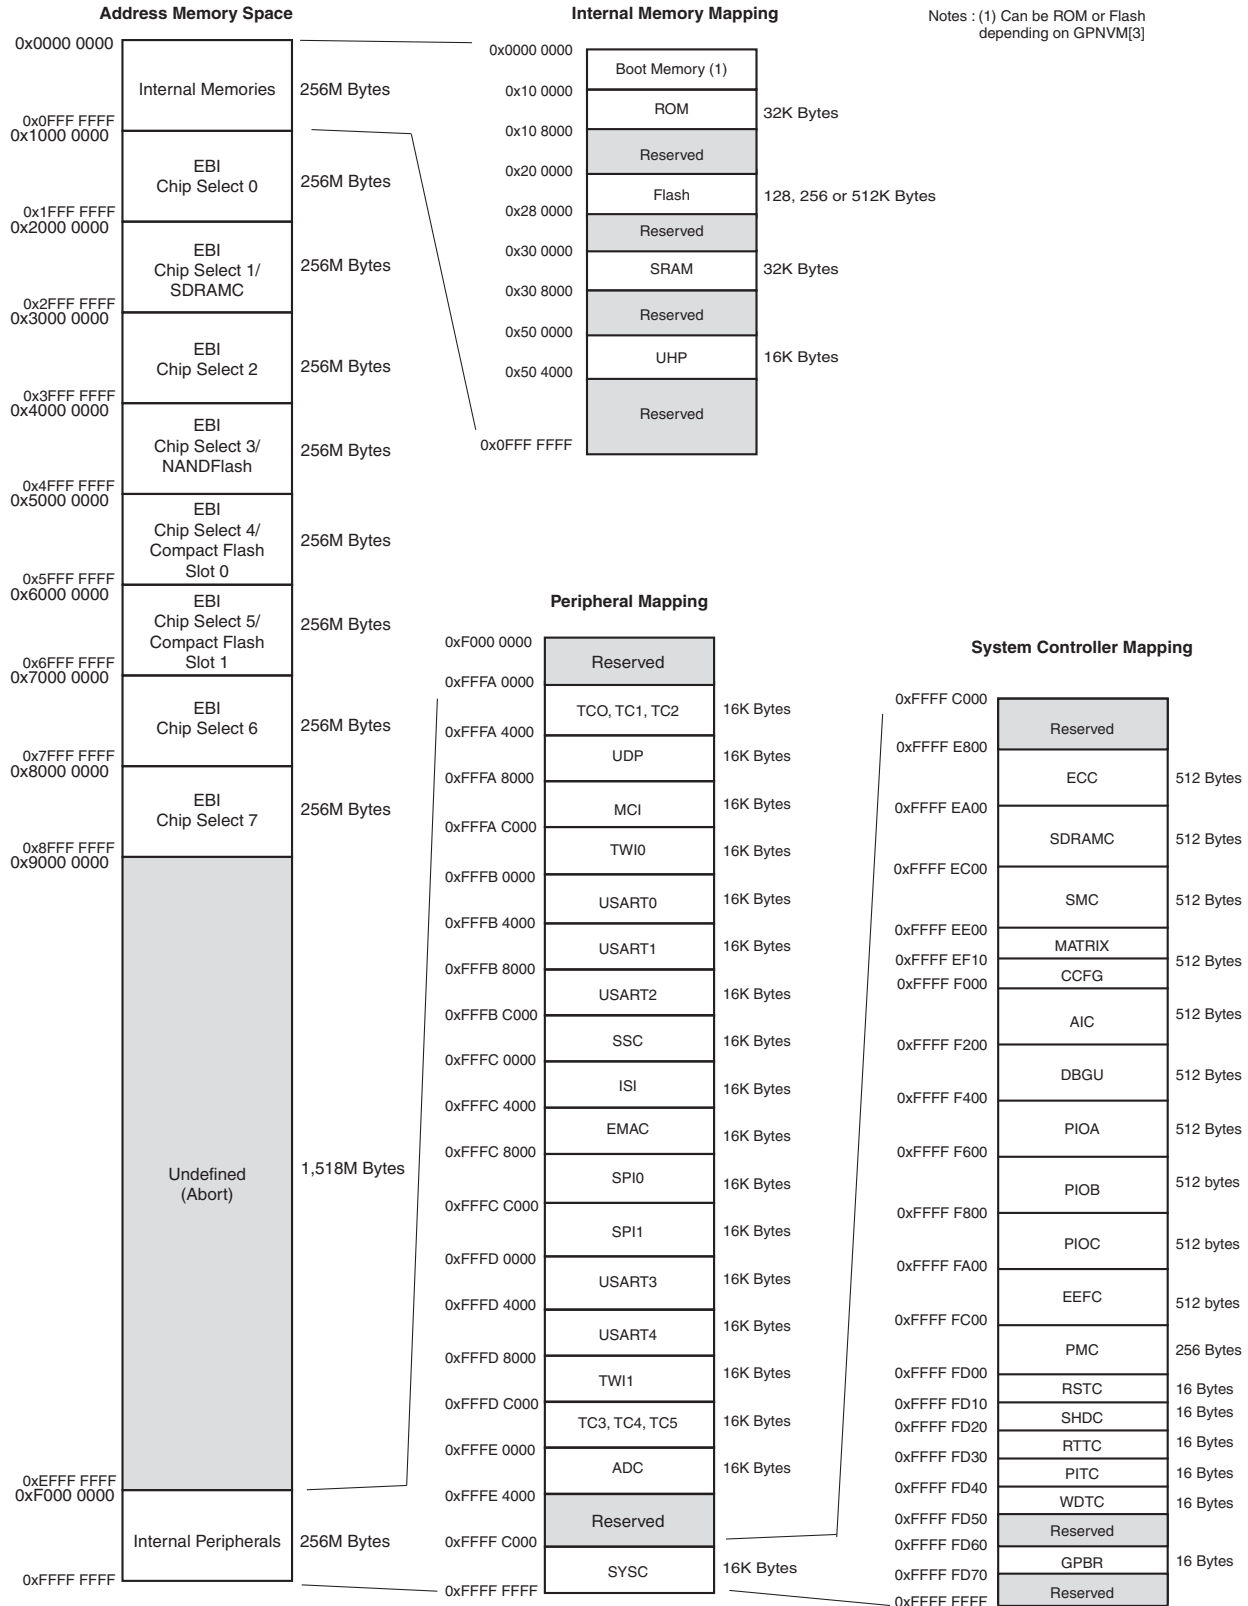 Address Memory Space
0x0000 0000
Internal Memories
256M Bytes
0x0FFF FFFF
0x1000 0000
EBI
Chip Select 0
256M Bytes
0x1FFF FFFF
0x2000 0000
EBI
Chip Select 1/
SDRAMC
256M Bytes
0x2FFF FFFF
0x3000 0000
EBI
Chip Select 2
256M Bytes
0x3FFF FFFF
0x4000 0000
EBI
Chip Select 3/
NANDFlash
256M Bytes
0x4FFF FFFF
0x5000 0000
EBI
Chip Select 4/
Compact Flash
Slot 0
256M Bytes
0x5FFF FFFF
0x6000 0000
EBI
Chip Select 5/
Compact Flash
Slot 1
256M Bytes
0x6FFF FFFF
0x7000 0000
EBI
Chip Select 6
256M Bytes
0x7FFF FFFF
0x8000 0000
EBI
Chip Select 7
256M Bytes
0x8FFF FFFF
0x9000 0000
Undefined
(Abort)
1,518M Bytes
0xEFFF FFFF
0xF000 0000
Internal Peripherals
256M Bytes
0xFFFF FFFF
Internal Memory Mapping
0x0000 0000
Boot Memory (1)
0x10 0000
ROM
32K Bytes
0x10 8000
Reserved
0x20 0000
Flash
128, 256 or 512K Bytes
0x28 0000
Reserved
0x30 0000
SRAM
32K Bytes
0x30 8000
Reserved
0x50 0000
UHP
16K Bytes
0x50 4000
Reserved
0x0FFF FFFF
Notes : (1) Can be ROM or Flash
depending on GPNVM[3]
Peripheral Mapping
0xF000 0000
Reserved
0xFFFA 0000
TCO, TC1, TC2
16K Bytes
0xFFFA 4000
UDP
16K Bytes
0xFFFA 8000
MCI
16K Bytes
0xFFFA C000
TWI0
16K Bytes
0xFFFB 0000
USART0
16K Bytes
0xFFFB 4000
USART1
16K Bytes
0xFFFB 8000
USART2
16K Bytes
0xFFFB C000
SSC
16K Bytes
0xFFFC 0000
ISI
16K Bytes
0xFFFC 4000
EMAC
16K Bytes
0xFFFC 8000
SPI0
16K Bytes
0xFFFC C000
SPI1
16K Bytes
0xFFFD 0000
USART3
16K Bytes
0xFFFD 4000
USART4
16K Bytes
0xFFFD 8000
TWI1
16K Bytes
0xFFFD C000
TC3, TC4, TC5
16K Bytes
0xFFFE 0000
ADC
16K Bytes
0xFFFE 4000
Reserved
0xFFFF C000
SYSC
16K Bytes
0xFFFF FFFF
System Controller Mapping
0xFFFF C000
Reserved
0xFFFF E800
ECC
512 Bytes
0xFFFF EA00
SDRAMC
512 Bytes
0xFFFF EC00
SMC
512 Bytes
0xFFFF EE00
MATRIX
0xFFFF EF10
512 Bytes
CCFG
0xFFFF F000
AIC
512 Bytes
0xFFFF F200
DBGU
512 Bytes
0xFFFF F400
PIOA
512 Bytes
0xFFFF F600
PIOB
512 bytes
0xFFFF F800
PIOC
512 bytes
0xFFFF FA00
EEFC
512 bytes
0xFFFF FC00
PMC
256 Bytes
0xFFFF FD00
RSTC
16 Bytes
0xFFFF FD10
SHDC
16 Bytes
0xFFFF FD20
RTTC
16 Bytes
0xFFFF FD30
PITC
16 Bytes
0xFFFF FD40
WDTC
16 Bytes
0xFFFF FD50
Reserved
0xFFFF FD60
GPBR
16 Bytes
0xFFFF FD70
Reserved
0xFFFF FFFF